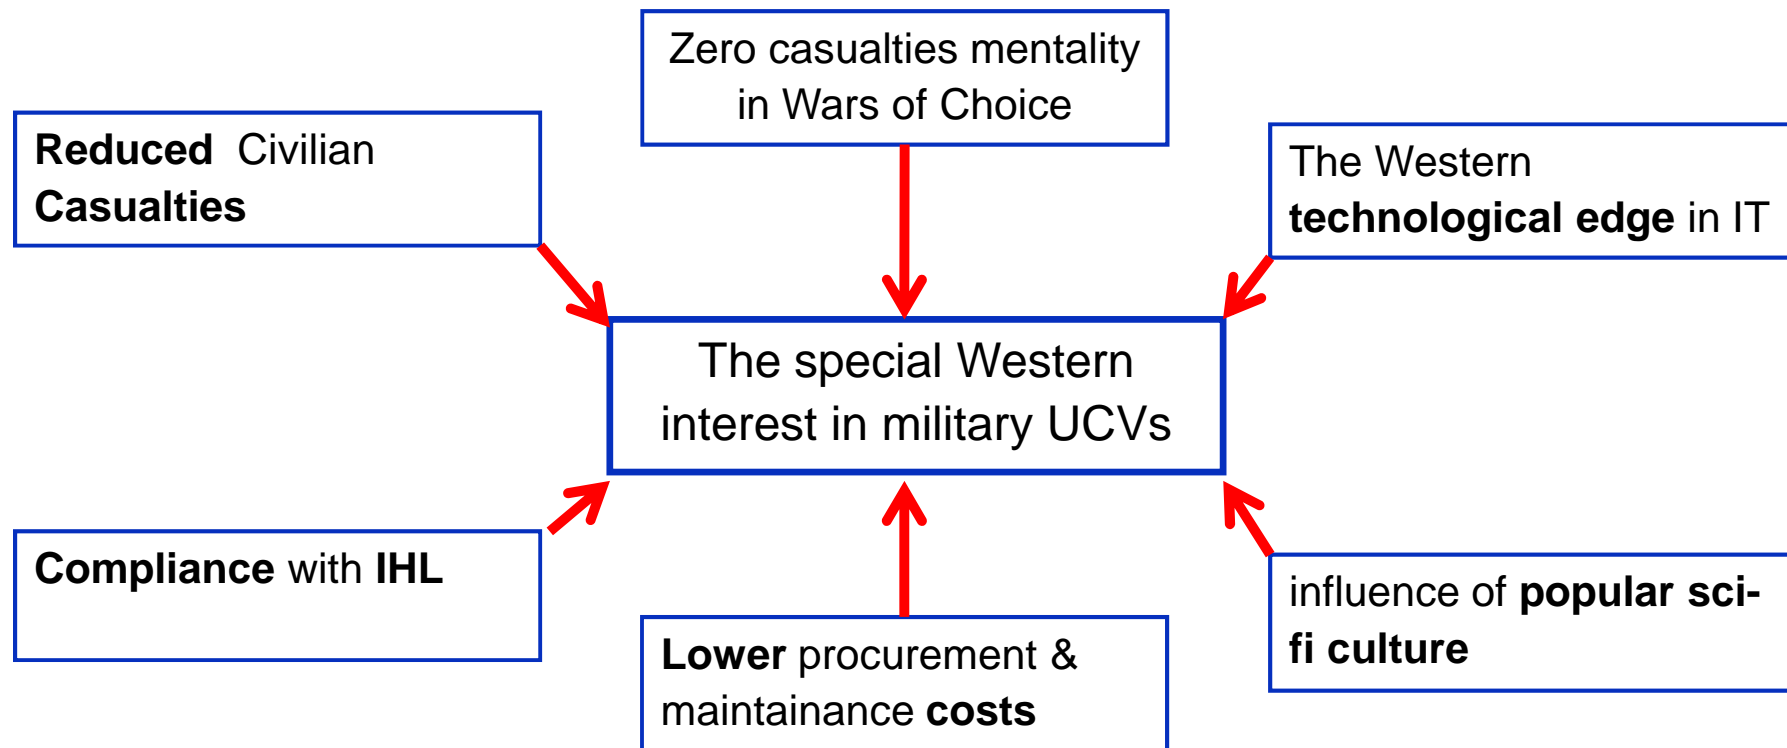 Zero casualties mentality
in Wars of Choice
Reduced Civilian
Casualties
The Western
technological edge in IT
The special Western
interest in military UCVs
Compliance with IHL
influence of popular sci-
fi culture
Lower procurement &
maintainance costs